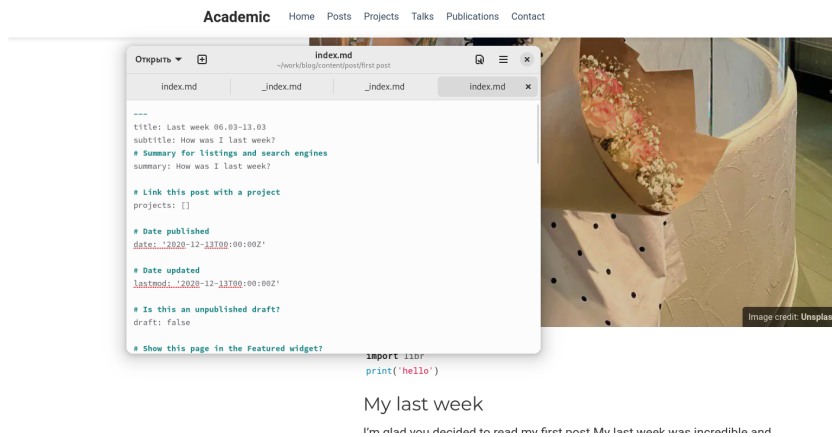 Academic Home Posts Projects Talks Publications Contact
Открыть
index.md
~/work/blog/content/post/first post
index.md _index.md _index.md index.md
---
title: Last week 06.03-13.03
subtitle: How was I last week?
# Summary for listings and search engines
summary: How was I last week?
# Link this post with a project
projects: []
# Date published
date: '2020-12-13T00:00:00Z'
# Date updated
lastmod: '2020-12-13T00:00:00Z'
# Is this an unpublished draft?
draft: false
# Show this page in the Featured widget?
Image credit: Unsplas
import libr
print('hello')
My last week
I'm glad you decided to read my first post My last week was incredible and